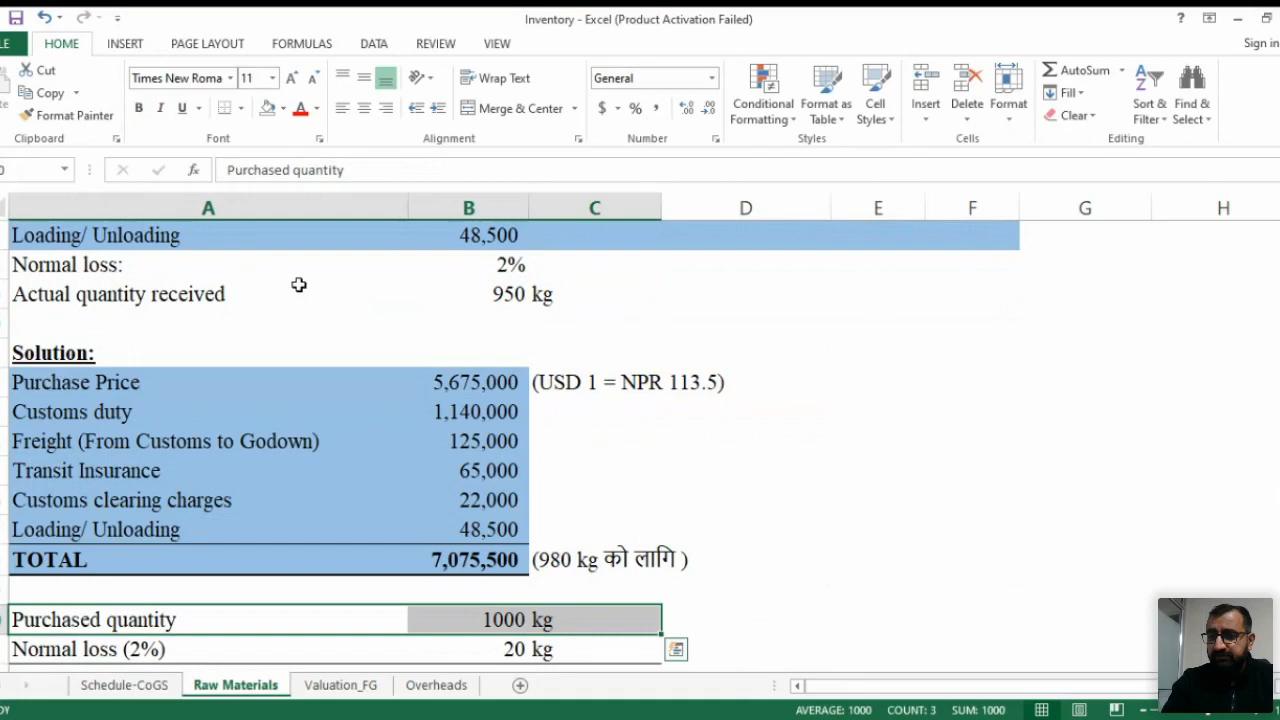 Inventory - Excel (Product Activation Failed)
HOME INSERT PAGE LAYOUT FORMULAS DATA REVIEW VIEW Sign in
Cut
Copy
Format Painter
Clipboard
Times New Roma 11
B I U A
Font
Wrap Text
Merge & Center
Alignment
General
$ % ,
Number
Conditional Formatting
Format as Table
Cell Styles
Styles
Insert
Delete
Format
Cells
AutoSum
Fill
Clear
Sort & Filter
Find & Select
Editing
fx Purchased quantity
A B C D E F G H
Loading/ Unloading 48,500
Normal loss: 2%
Actual quantity received 950 kg
Solution:
Purchase Price 5,675,000 (USD 1 = NPR 113.5)
Customs duty 1,140,000
Freight (From Customs to Godown) 125,000
Transit Insurance 65,000
Customs clearing charges 22,000
Loading/ Unloading 48,500
TOTAL 7,075,500 (980 kg को लागि )
Purchased quantity 1000 kg
Normal loss (2%) 20 kg
Schedule-CoGS Raw Materials Valuation_FG Overheads
AVERAGE: 1000 COUNT: 3 SUM: 1000